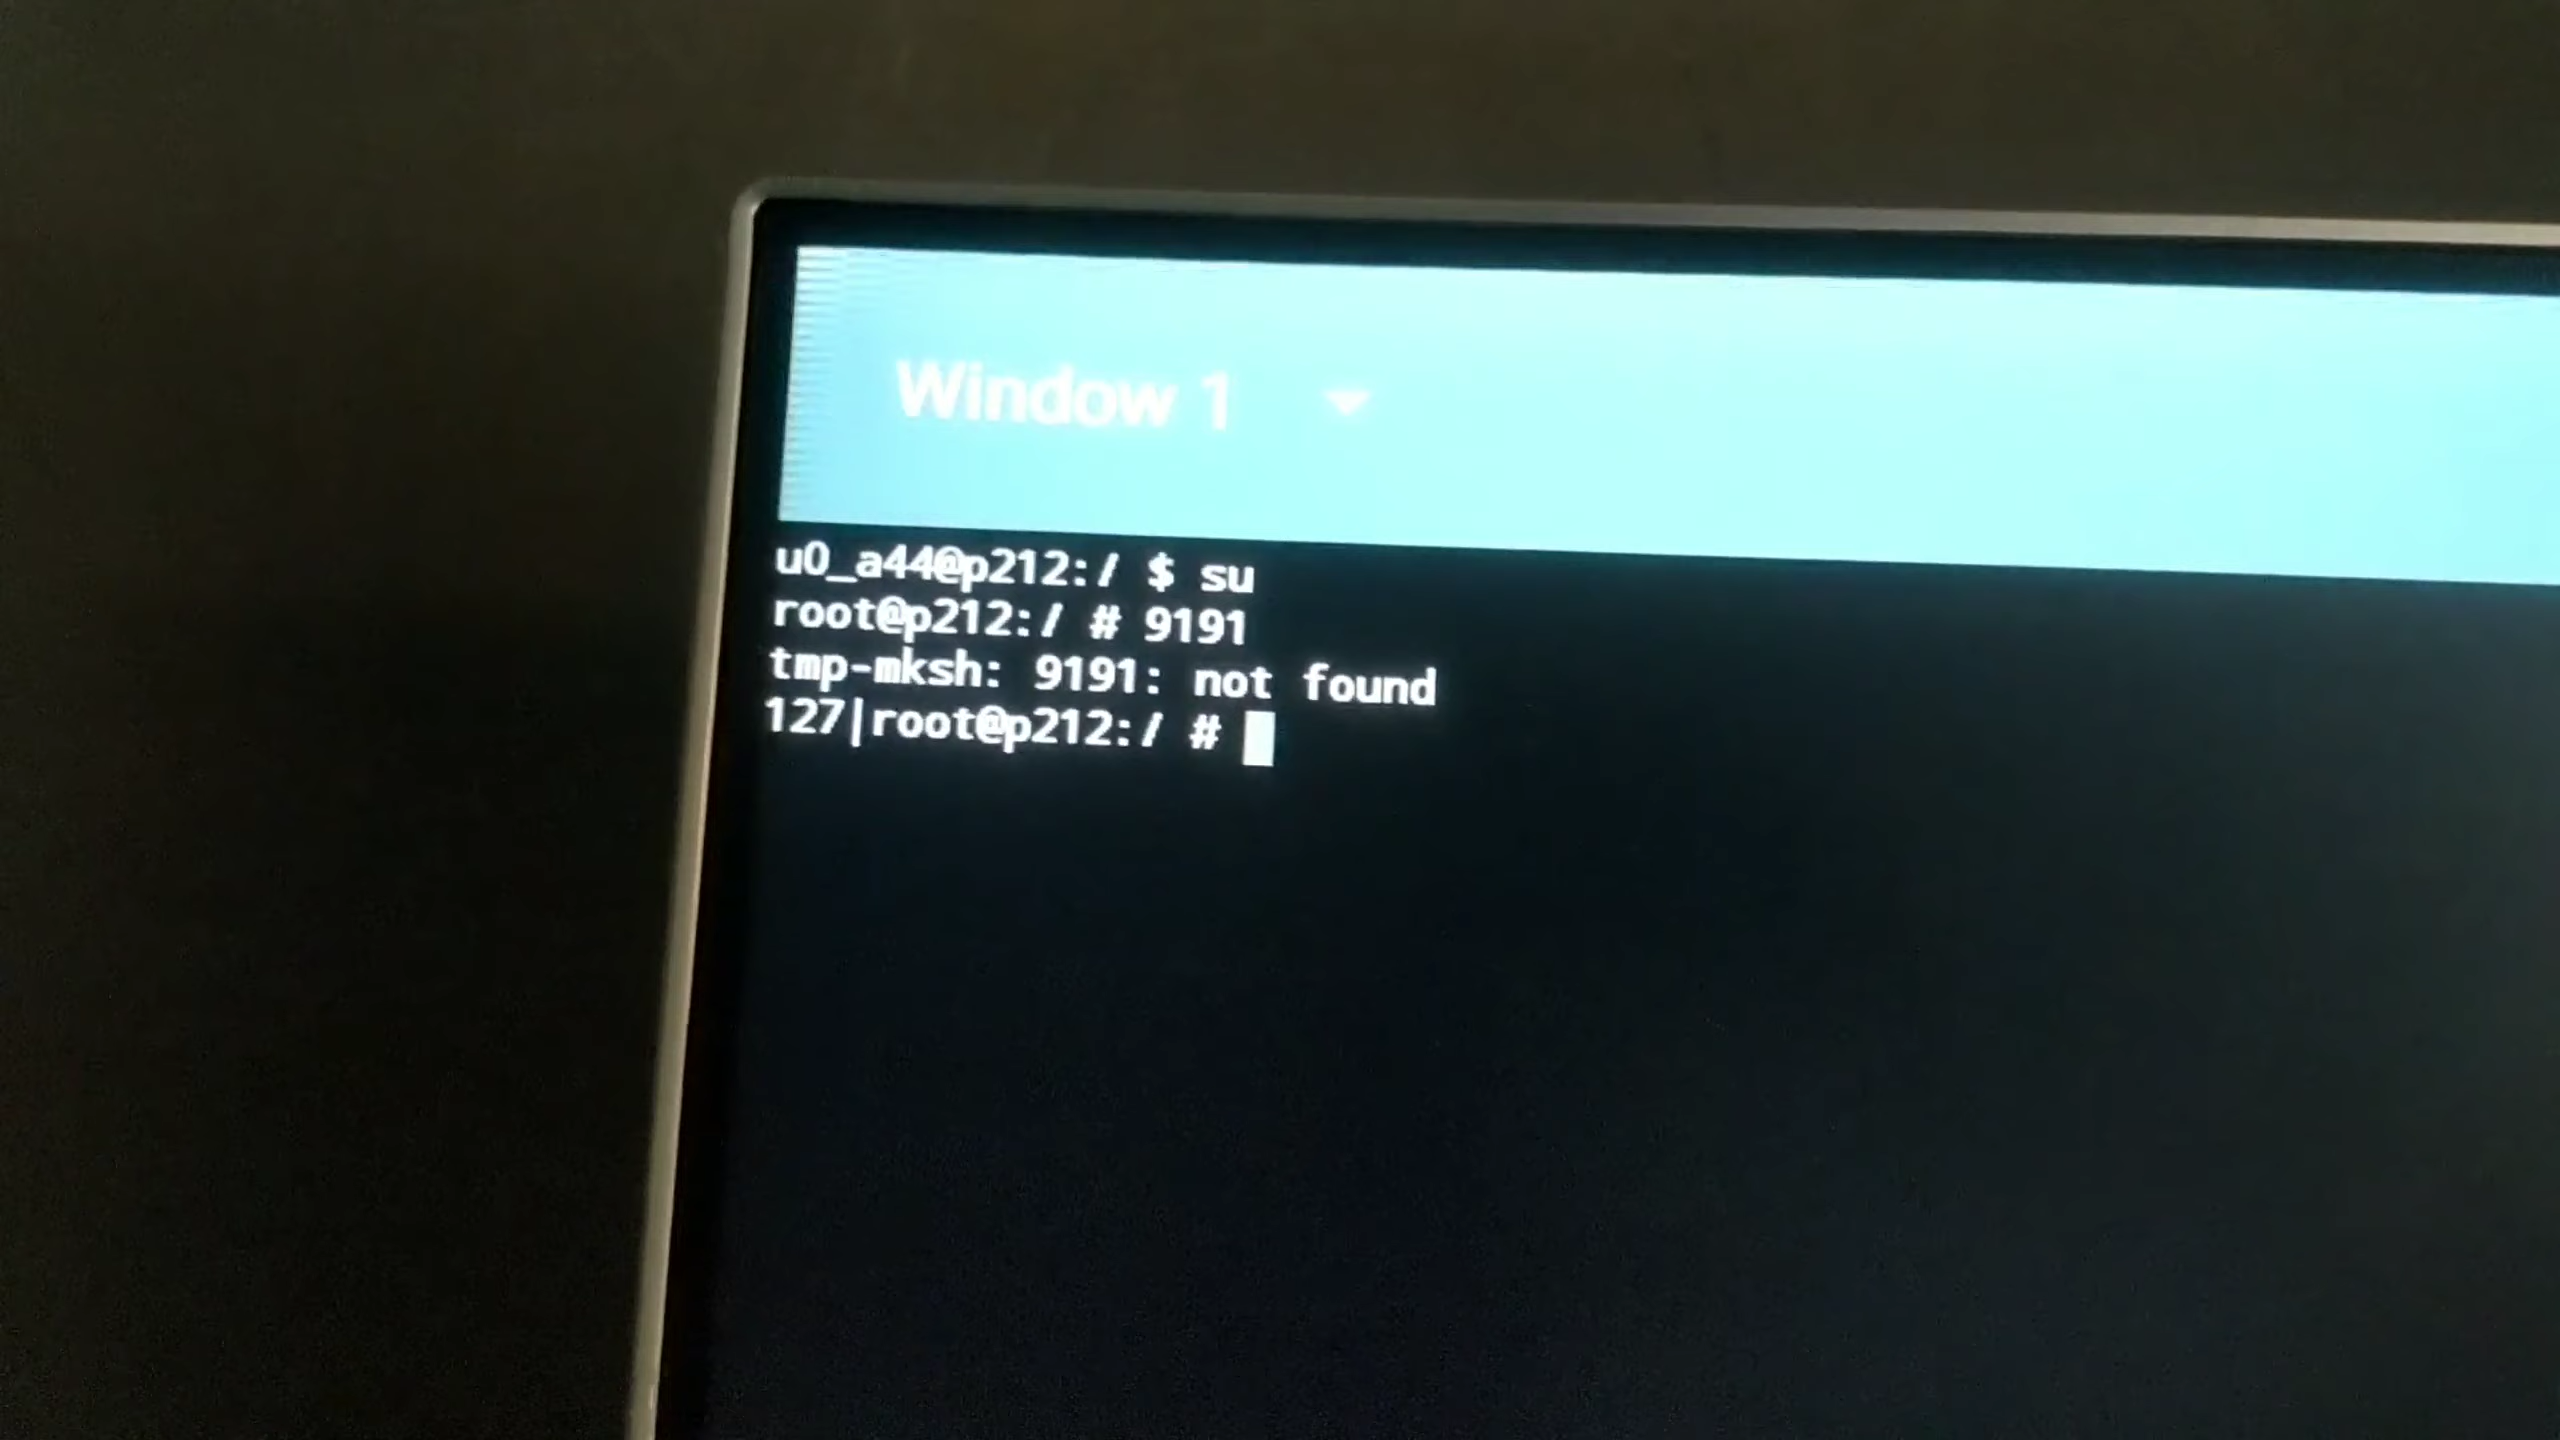 Window 1
u0_a44@p212:/ $ su
root@p212:/ # 9191
tmp-mksh: 9191: not found
127|root@p212:/ #